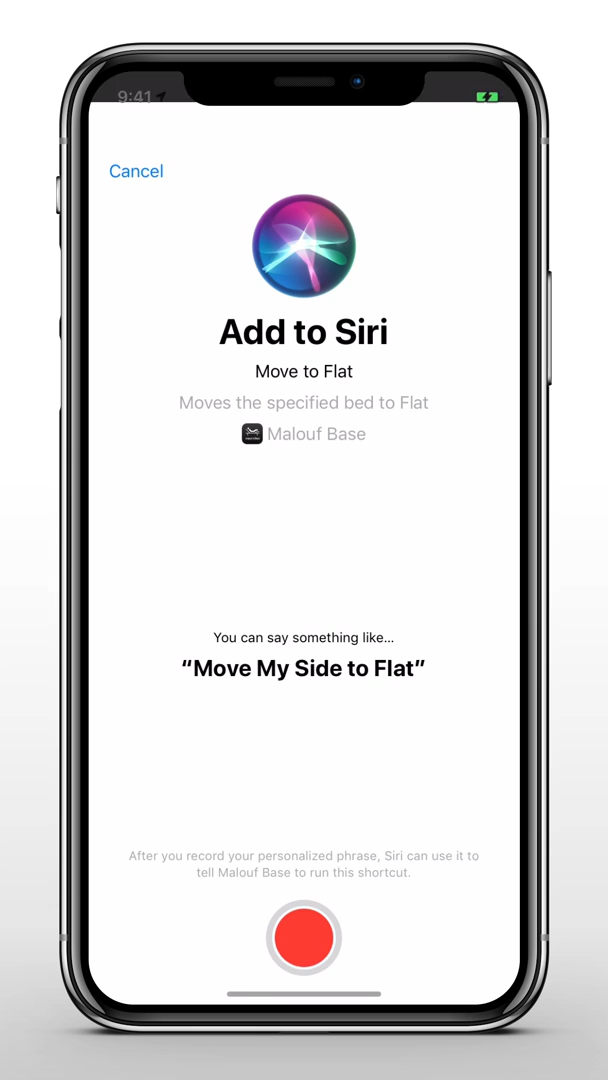 9:41
Cancel
Add to Siri
Move to Flat
Moves the specified bed to Flat
Malouf Base
You can say something like...
“Move My Side to Flat”
After you record your personalized phrase, Siri can use it to
tell Malouf Base to run this shortcut.